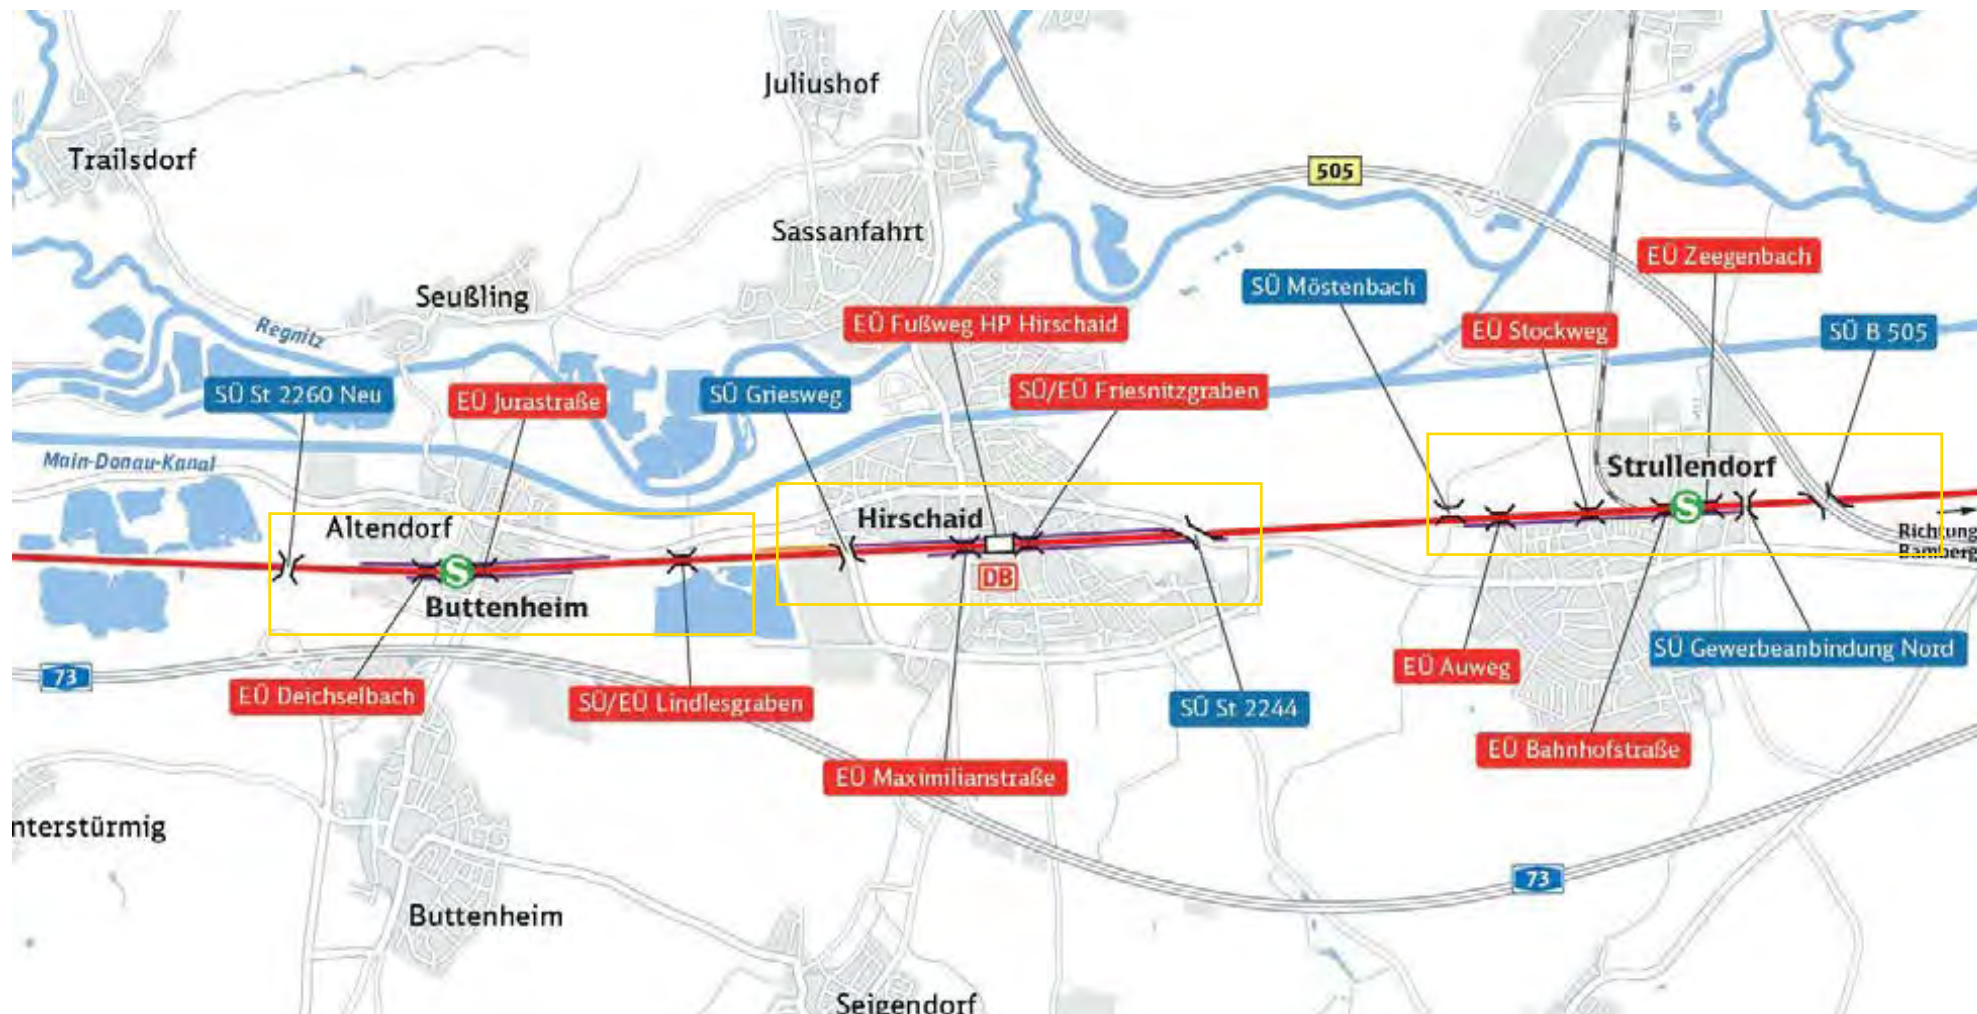 Juliushof
Trailsdorf
505
Sassanfahrt
EÜ Zeegenbach
SÜ Möstenbach
Seußling
Regnitz
EÜ Fußweg HP Hirschaid
EÜ Stockweg
SÜ B 505
SÜ St 2260 Neu
EÜ Jurastraße
SÜ Griesweg
SÜ/EÜ Friesnitzgraben
Main-Donau-Kanal
Strullendorf
S
Altendorf
Hirschaid
Richtung
Bamberg
S
DB
Buttenheim
73
EÜ Deichselbach
SÜ/EÜ Lindlesgraben
SÜ St 2244
EÜ Auweg
SÜ Gewerbeanbindung Nord
EÜ Maximilianstraße
EÜ Bahnhofstraße
nterstürmig
73
Buttenheim
Seigendorf